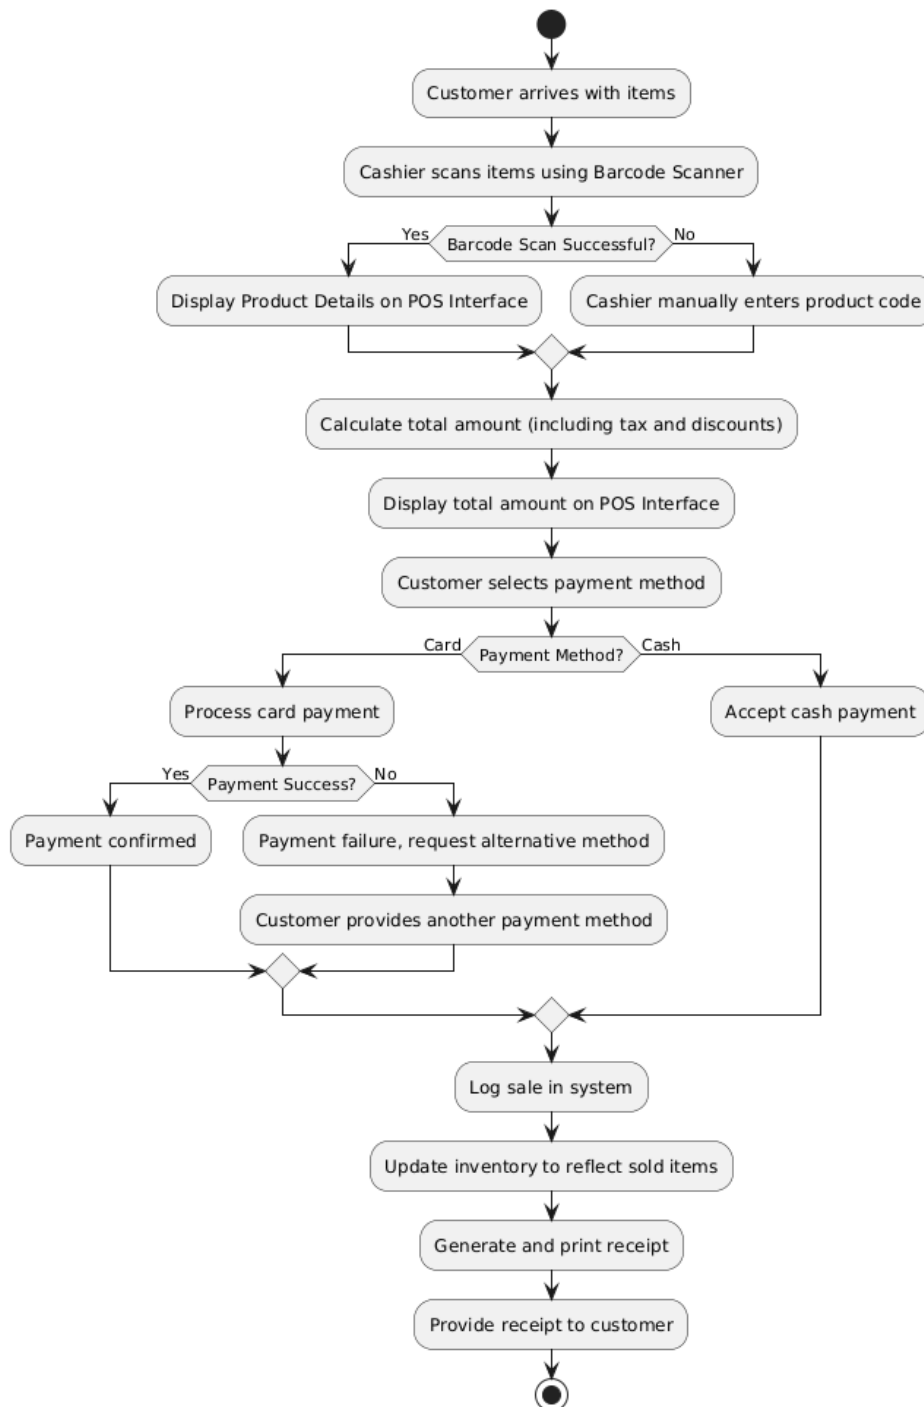 Customer arrives with items
Cashier scans items using Barcode Scanner
Yes
Barcode Scan Successful?
No
Display Product Details on POS Interface
Cashier manually enters product code
Calculate total amount (including tax and discounts)
Display total amount on POS Interface
Customer selects payment method
Card
Payment Method?
Cash
Process card payment
Accept cash payment
Yes
Payment Success?
No
Payment confirmed
Payment failure, request alternative method
Customer provides another payment method
Log sale in system
Update inventory to reflect sold items
Generate and print receipt
Provide receipt to customer